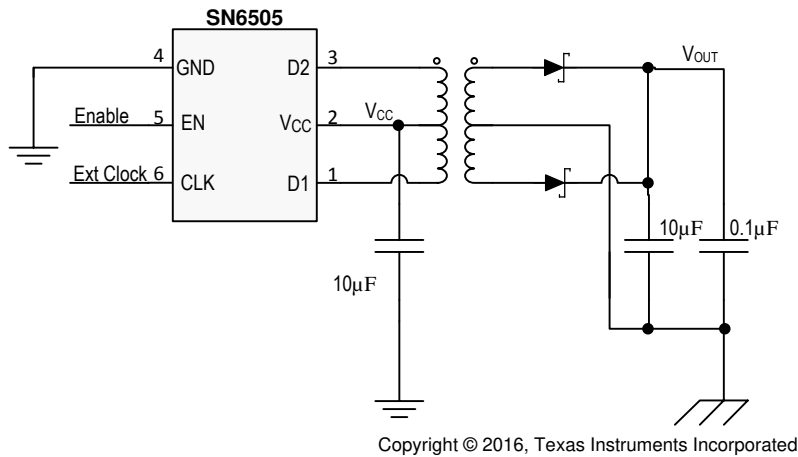 SN6505
4 GND D2 3
Enable 5 EN VCC 2 VCC
Ext Clock 6 CLK D1 1
VOUT
10µF 0.1µF
10µF
Copyright © 2016, Texas Instruments Incorporated